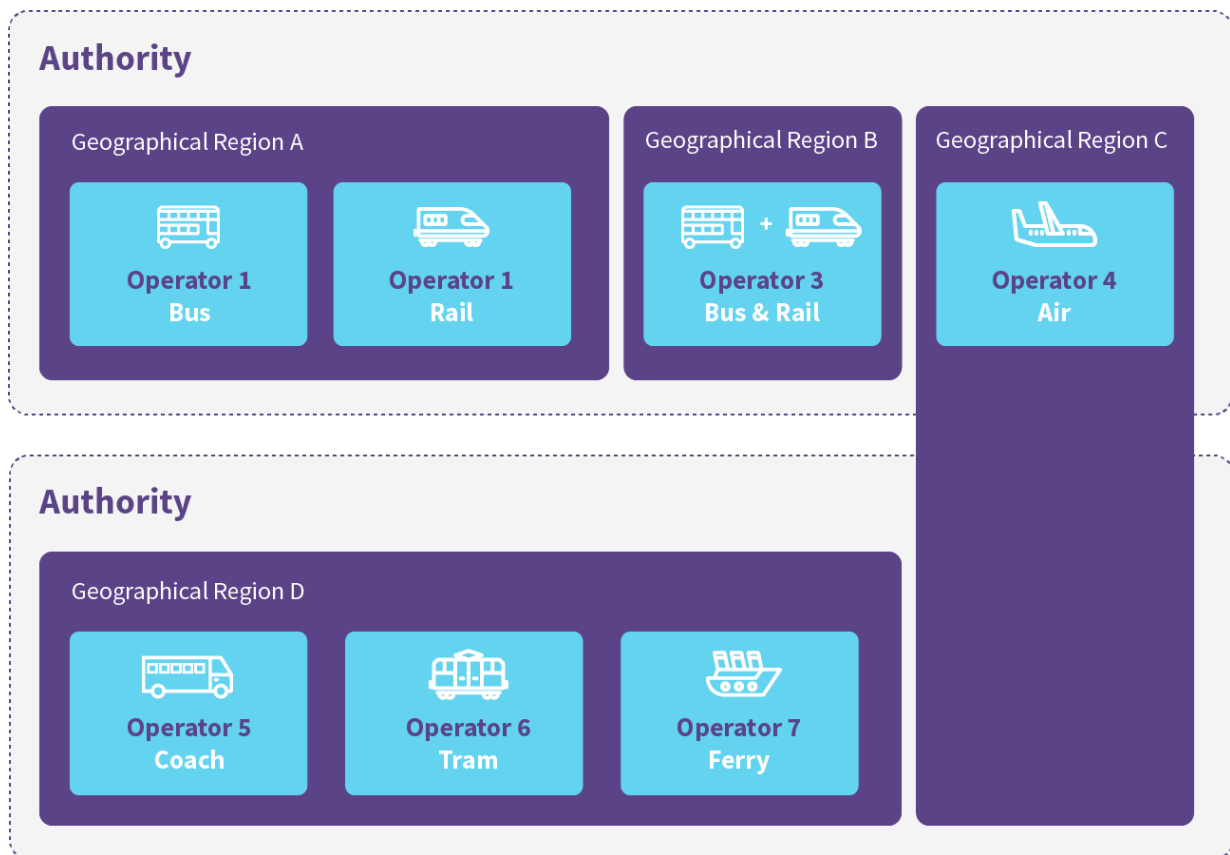 Authority
Geographical Region A
Operator 1
Bus
Operator 1
Rail
Geographical Region B
+
Operator 3
Bus & Rail
Geographical Region C
Operator 4
Air
Authority
Geographical Region D
Operator 5
Coach
Operator 6
Tram
Operator 7
Ferry